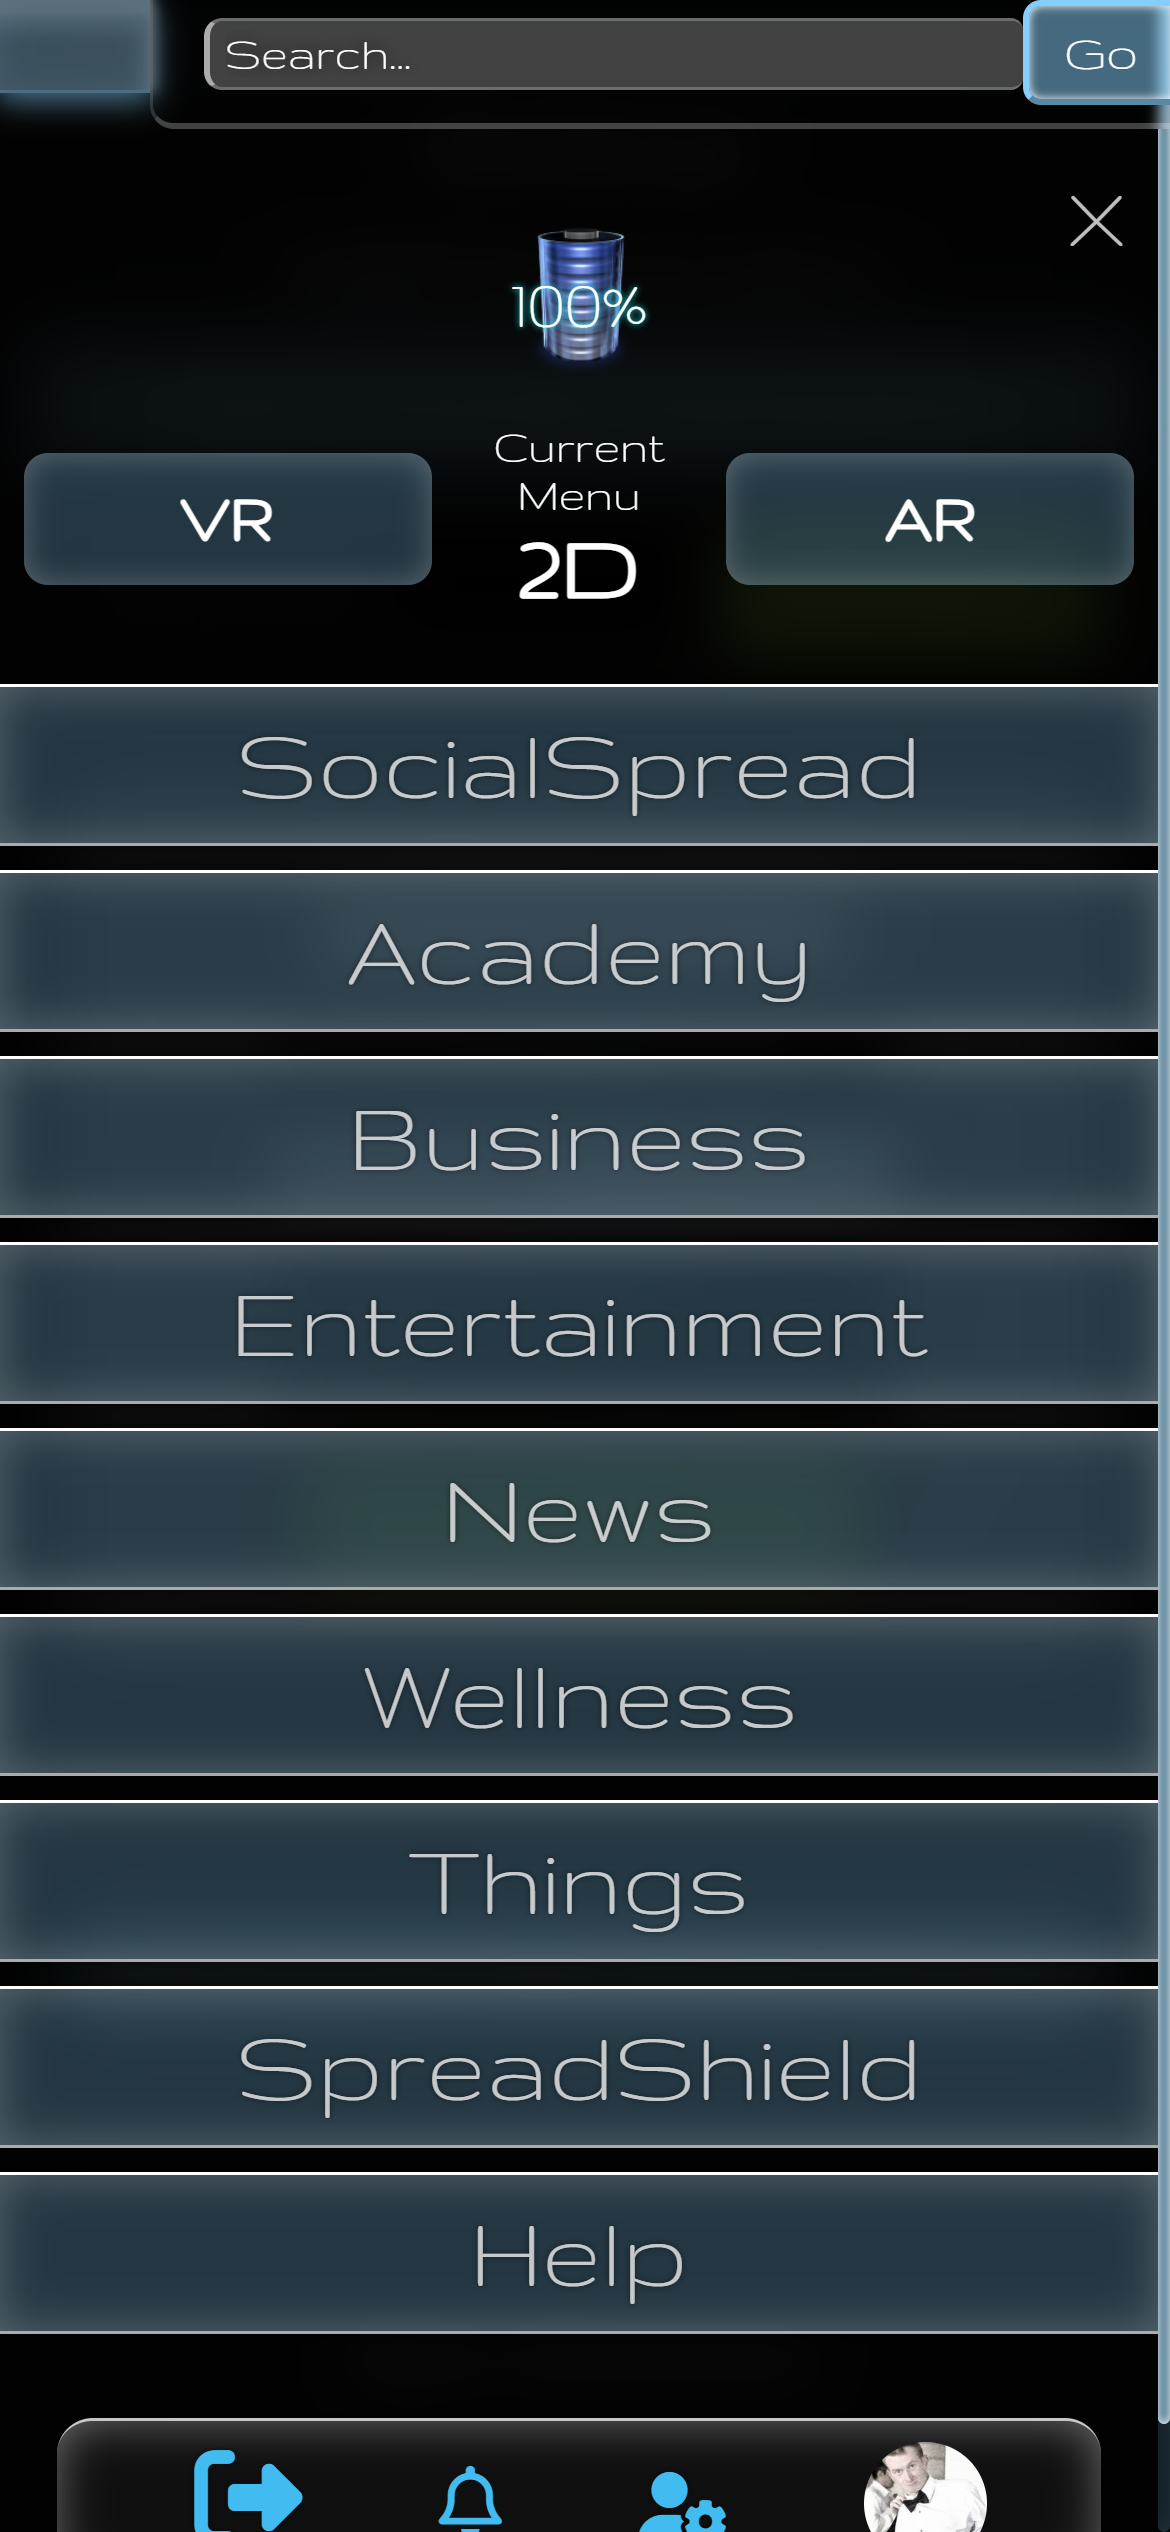 Search...
Go
100%
Current
Menu
2D
VR
AR
SocialSpread
Academy
Business
Entertainment
News
Wellness
Things
SpreadShield
Help